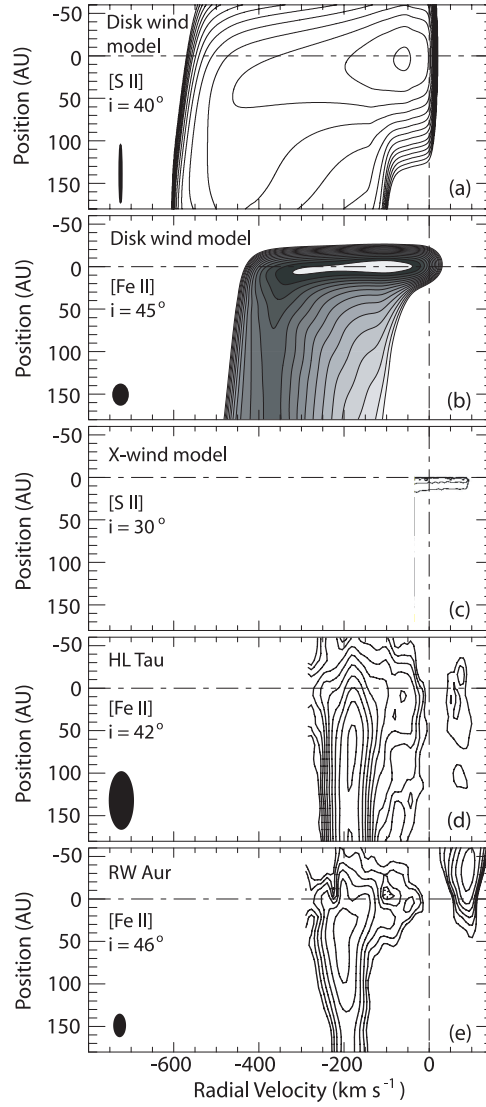 -50
Disk wind
model
0
[S II]
i = 40°
50
100
150
(a)
Position (AU)
-50
Disk wind model
0
[Fe II]
i = 45°
50
100
150
(b)
Position (AU)
-50
X-wind model
0
[S II]
i = 30°
50
100
150
(c)
Position (AU)
-50
HL Tau
0
[Fe II]
i = 42°
50
100
150
(d)
Position (AU)
-50
RW Aur
0
[Fe II]
i = 46°
50
100
150
(e)
Position (AU)
-600 -400 -200 0
Radial Velocity (km s⁻¹)